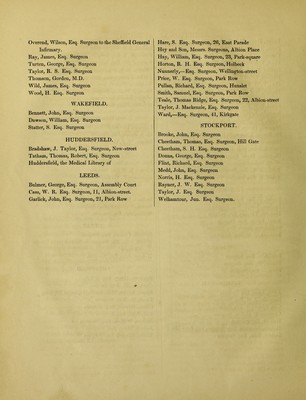 Overend, Wilson, Esq. Surgeon to the Sheffield General
Infirmary.
Ray, James, Esq. Surgeon
Turton, George, Esq. Surgeon
Taylor, R. S. Esq. Surgeon
Thomson, Gordon, M.D.
Wild, James, Esq. Surgeon
Wood, H. Esq. Surgeon
WAKEFIELD.
Bennett, John, Esq. Surgeon
Dawson, William, Esq. Surgeon
Statter, S. Esq. Surgeon
HUDDERSFIELD.
Bradshaw, J. Taylor, Esq. Surgeon, New-street
Tatham, Thomas, Robert, Esq. Surgeon
Huddersfield, the Medical Library of
LEEDS.
Bulmer, George, Esq. Surgeon, Assembly Court
Cass, W. R. Esq. Surgeon, 11, Albion-street.
Garlick, John, Esq. Surgeon, 21, Park Row
Hare, S. Esq. Surgeon, 26, East Parade
Hey and Son, Messrs. Surgeons, Albion Place
Hay, William, Esq. Surgeon, 23, Park-square
Horton, R. H. Esq. Surgeon, Holbeck
Nunneely,— Esq. Surgeon, Wellington-street
Price, W. Esq. Surgeon, Park Row
Pullan, Richard, Esq. Surgeon, Hunslet
Smith, Samuel, Esq. Surgeon, Park Row
Teale, Thomas Ridge, Esq. Surgeon, 22, Albion-street
Taylor, J. Mackenzie, Esq. Surgeon
Ward,—Esq. Surgeon, 41, Kirkgate
STOCKPORT.
Brooke, John, Esq. Surgeon
Cheetham, Thomas, Esq. Surgeon, Hill Gate
Cheetham, S. H. Esq. Surgeon
Downs, George, Esq. Surgeon
Flint, Richard, Esq. Surgeon
Medd, John, Esq. Surgeon
Norris, H. Esq. Surgeon
Rayner, J. W. Esq. Surgeon
Taylor, J. Esq. Surgeon
Welhamtour, Jun. Esq. Surgeon.